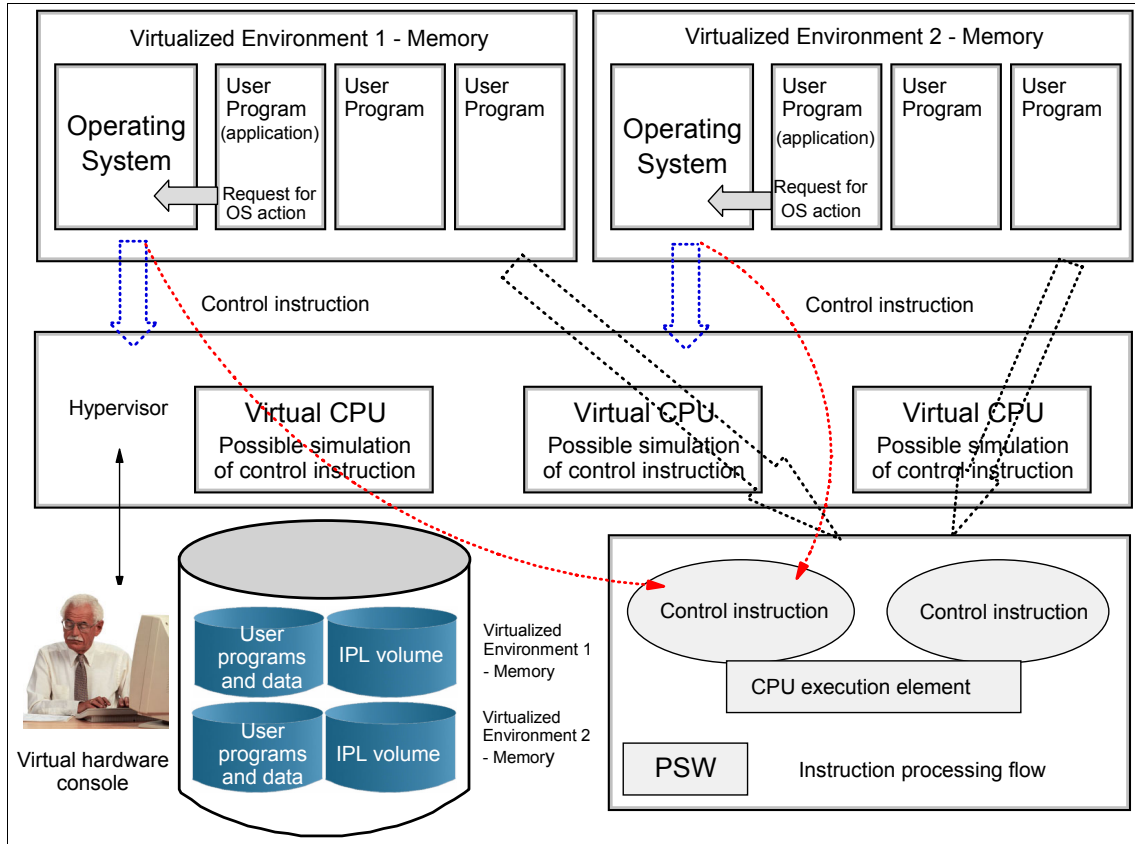 Virtualized Environment 1 - Memory
Operating
System
User
Program
(application)
Request for
OS action
User
Program
User
Program
Virtualized Environment 2 - Memory
Operating
System
User
Program
(application)
Request for
OS action
User
Program
User
Program
Control instruction
Control instruction
Hypervisor
Virtual CPU
Possible simulation
of control instruction
Virtual CPU
Possible simulation
of control instruction
Virtual CPU
Possible simulation
of control instruction
Virtual hardware
console
User
programs
and data
IPL volume
Virtualized
Environment 1
- Memory
User
programs
and data
IPL volume
Virtualized
Environment 2
- Memory
Control instruction
Control instruction
CPU execution element
PSW
Instruction processing flow